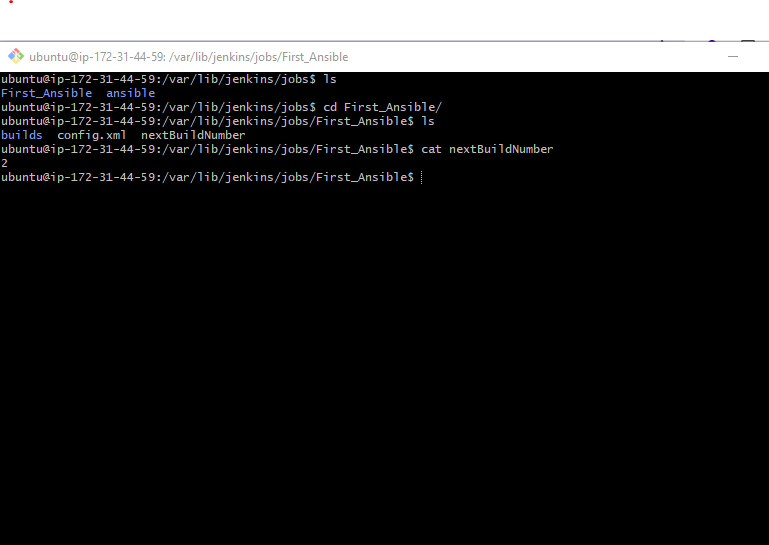 ubuntu@ip-172-31-44-59: /var/lib/jenkins/jobs/First_Ansible
ubuntu@ip-172-31-44-59:/var/lib/jenkins/jobs$ ls
First_Ansible  ansible
ubuntu@ip-172-31-44-59:/var/lib/jenkins/jobs$ cd First_Ansible/
ubuntu@ip-172-31-44-59:/var/lib/jenkins/jobs/First_Ansible$ ls
builds  config.xml  nextBuildNumber
ubuntu@ip-172-31-44-59:/var/lib/jenkins/jobs/First_Ansible$ cat nextBuildNumber
2
ubuntu@ip-172-31-44-59:/var/lib/jenkins/jobs/First_Ansible$